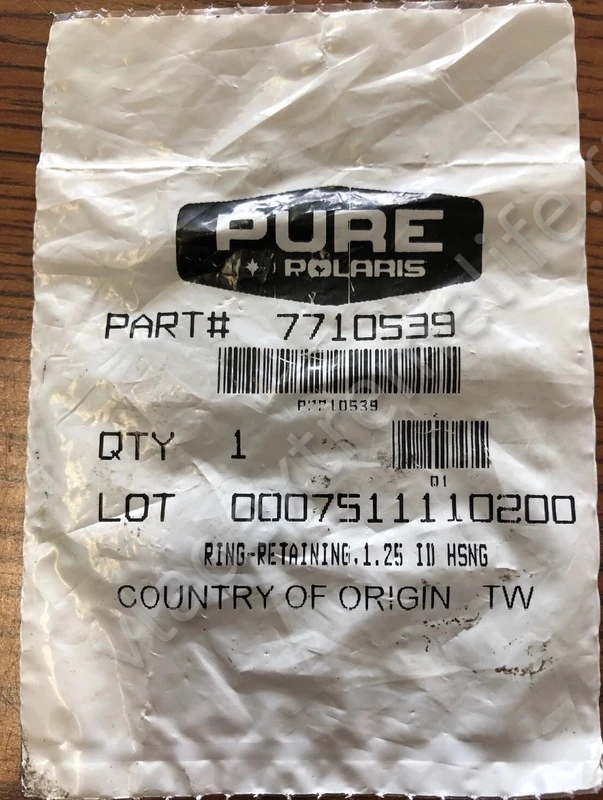 PURE
POLARIS
PART# 7710539
P7710539
QTY 1
Q1
LOT 0007511110200
RING-RETAINING,1.25 ID HSNG
COUNTRY OF ORIGIN TW